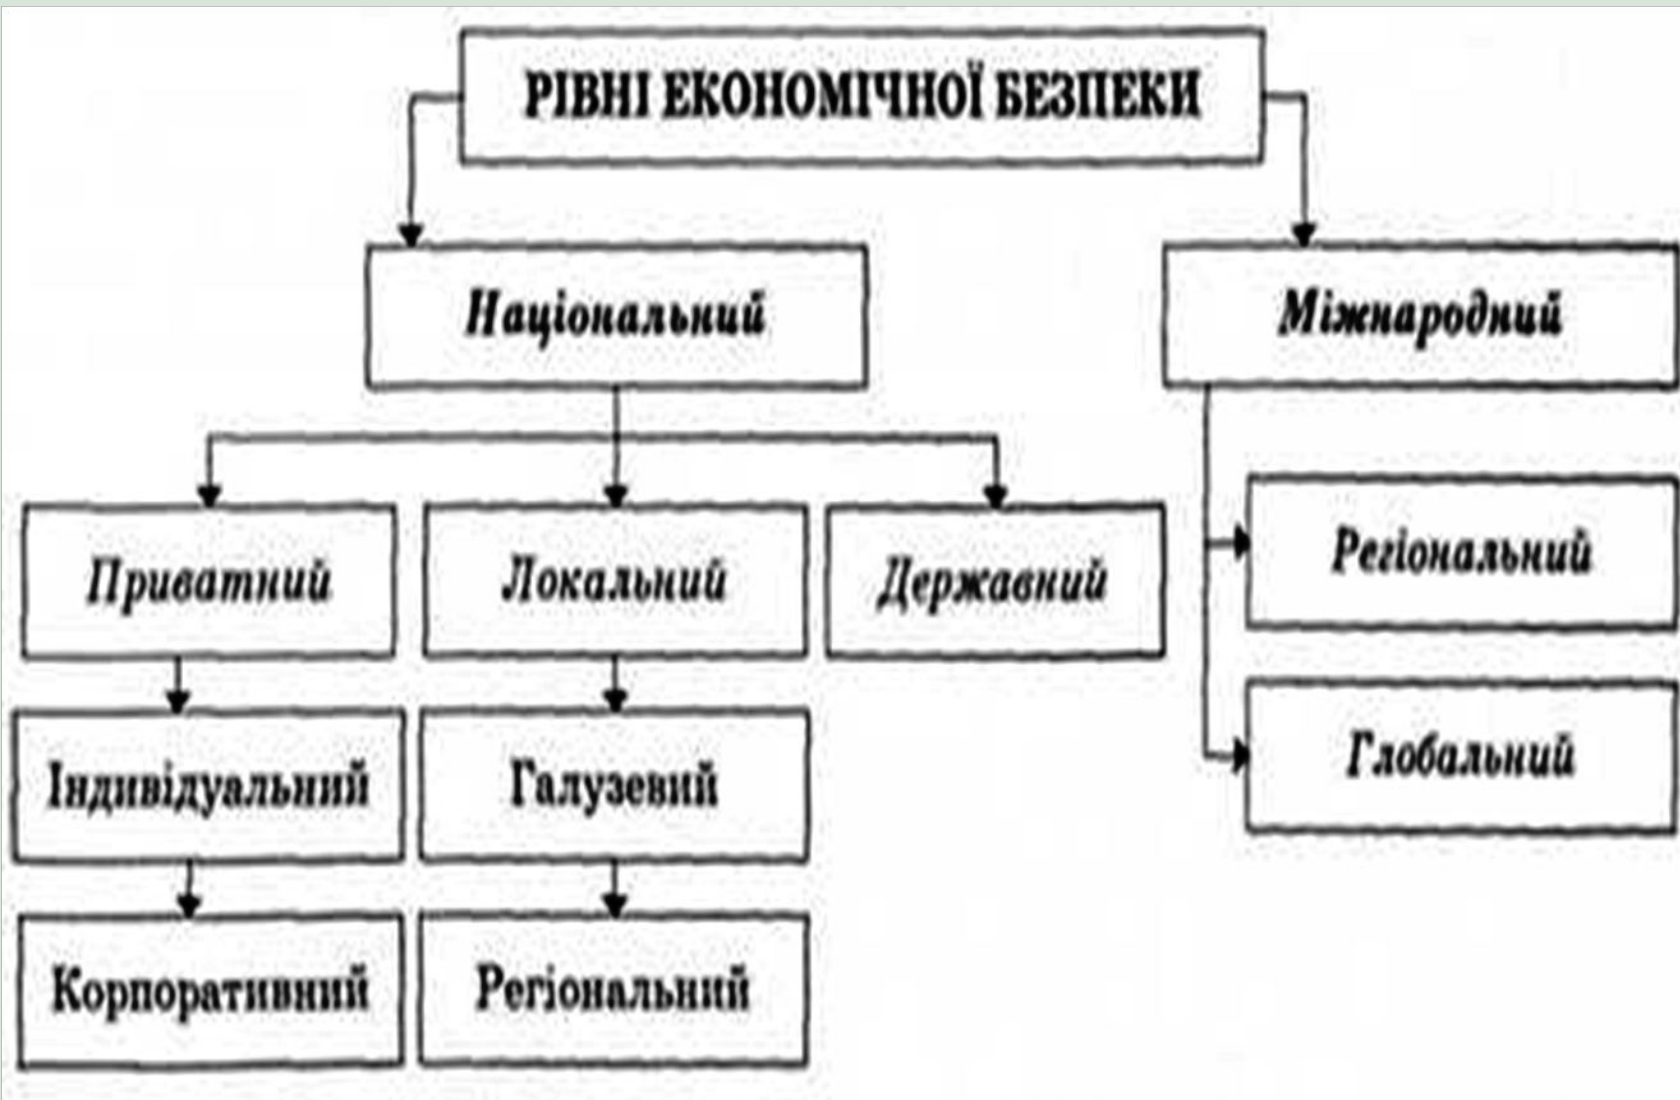 РІВНІ ЕКОНОМІЧНОЇ БЕЗПЕКИ
Національний
Міжнародний
Приватний
Локальний
Державний
Регіональний
Індивідуальний
Галузевий
Глобальний
Корпоративний
Регіональний